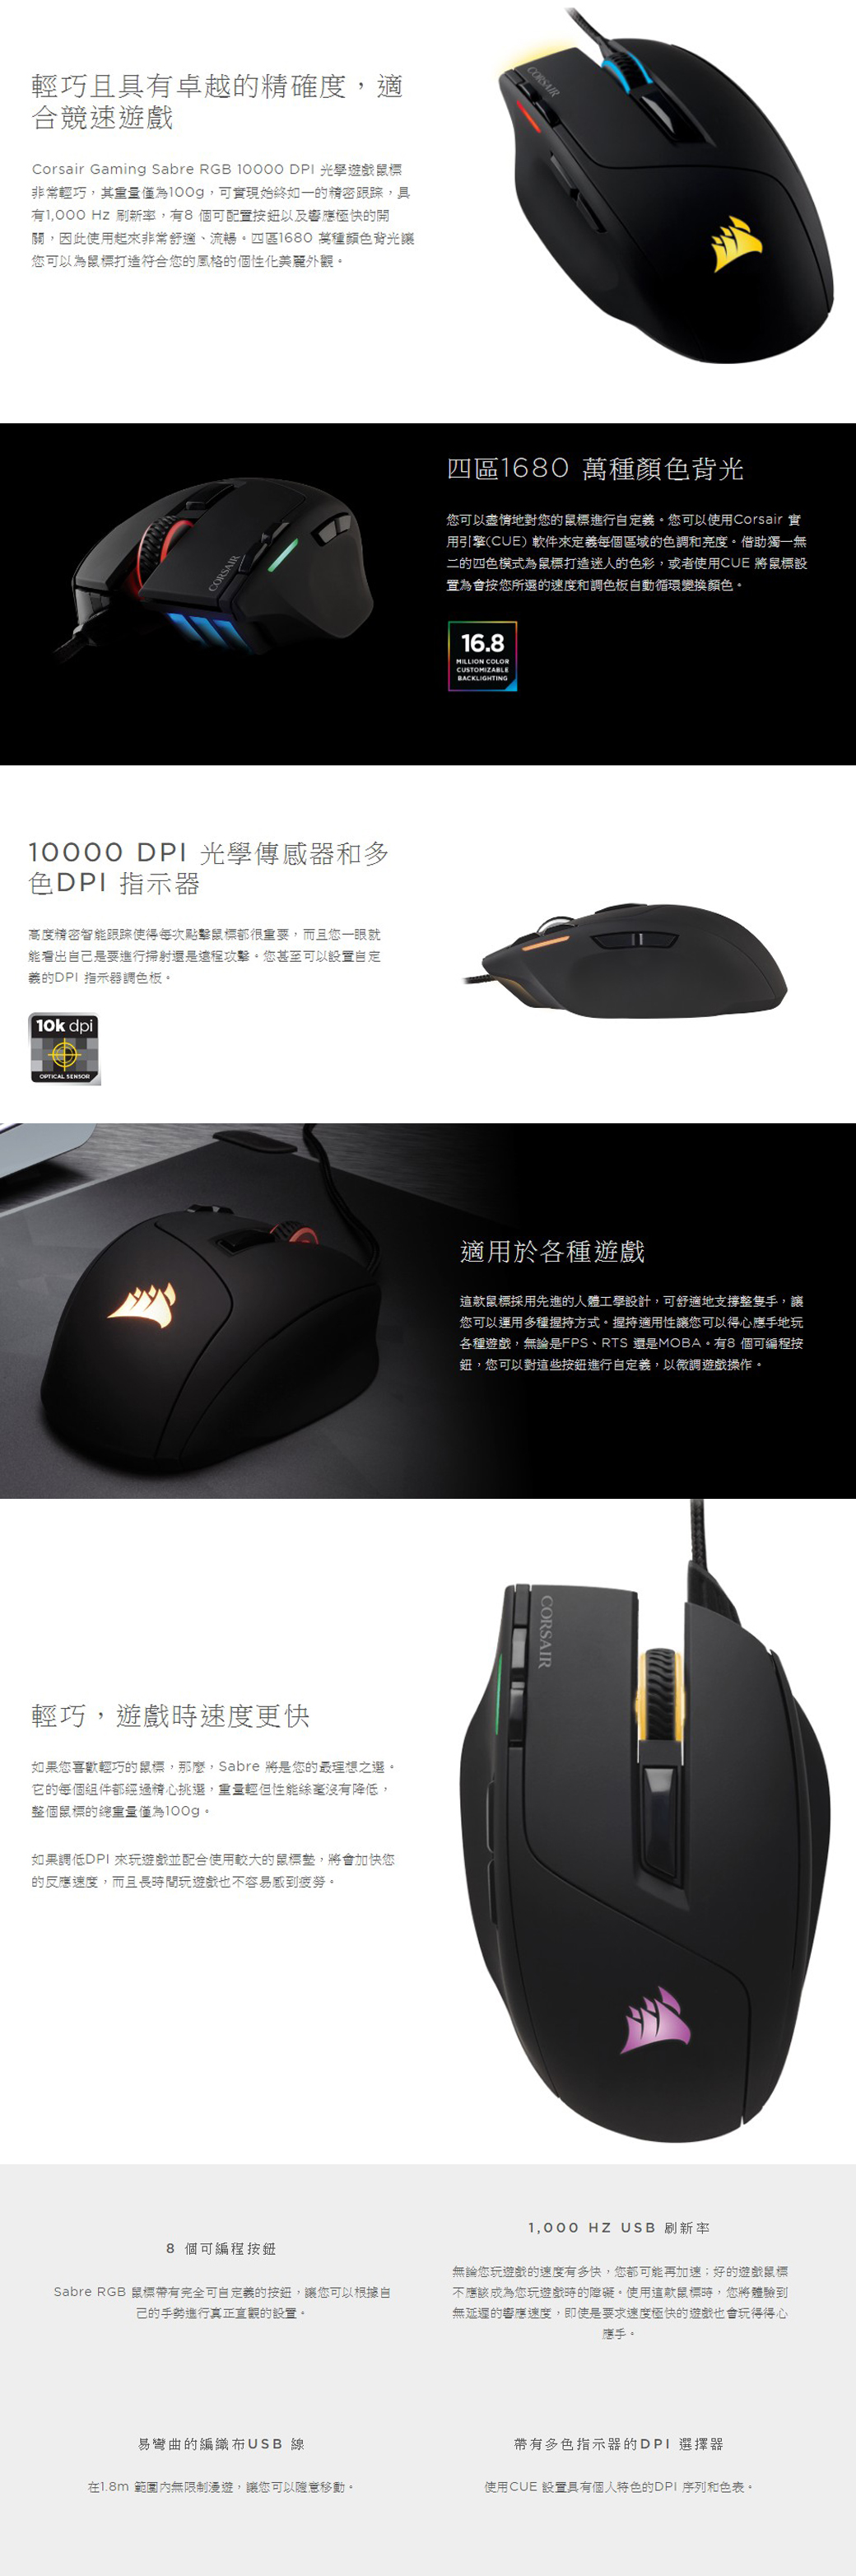 輕巧且具有卓越的精確度，適
合競速遊戲
Corsair Gaming Sabre RGB 10000 DPI 光學遊戲鼠標
非常輕巧，其重量僅為100g，可實現始終如一的精密跟踪，具
有1,000 Hz 刷新率，有8 個可配置按鈕以及響應極快的開
關，因此使用起來非常舒適、流暢。四區1680 萬種顏色背光讓
您可以為鼠標打造符合您的風格的個性化美麗外觀。
CORSAIR
四區1680 萬種顏色背光
您可以盡情地對您的鼠標進行自定義。您可以使用Corsair 實
用引擎(CUE) 軟件來定義每個區域的色調和亮度。借助獨一無
二的四色模式為鼠標打造迷人的色彩，或者使用CUE 將鼠標設
置為會按您所選的速度和調色板自動循環變換顏色。
CORSAIR
16.8
MILLION COLOR
CUSTOMIZABLE
BACKLIGHTING
10000 DPI 光學傳感器和多
色DPI 指示器
高度精密智能跟踪使得每次點擊鼠標都很重要，而且您一眼就
能看出自己是要進行掃射還是遠程攻擊。您甚至可以設置自定
義的DPI 指示器調色板。
10k dpi
OPTICAL SENSOR
適用於各種遊戲
這款鼠標採用先進的人體工學設計，可舒適地支撐整隻手，讓
您可以運用多種握持方式。握持適用性讓您可以得心應手地玩
各種遊戲，無論是FPS、RTS 還是MOBA。有8 個可編程按
鈕，您可以對這些按鈕進行自定義，以微調遊戲操作。
CORSAIR
輕巧，遊戲時速度更快
如果您喜歡輕巧的鼠標，那麼，Sabre 將是您的最理想之選。
它的每個組件都經過精心挑選，重量輕但性能絲毫沒有降低，
整個鼠標的總重量僅為100g。
如果調低DPI 來玩遊戲並配合使用較大的鼠標墊，將會加快您
的反應速度，而且長時間玩遊戲也不容易感到疲勞。
8 個可編程按鈕
Sabre RGB 鼠標帶有完全可自定義的按鈕，讓您可以根據自
己的手勢進行真正直觀的設置。
1,000 HZ USB 刷新率
無論您玩遊戲的速度有多快，您都可能再加速；好的遊戲鼠標
不應該成為您玩遊戲時的障礙。使用這款鼠標時，您將體驗到
無延遲的響應速度，即使是要求速度極快的遊戲也會玩得得心
應手。
易彎曲的編織布USB 線
在1.8m 範圍內無限制漫遊，讓您可以隨意移動。
帶有多色指示器的DPI 選擇器
使用CUE 設置具有個人特色的DPI 序列和色表。